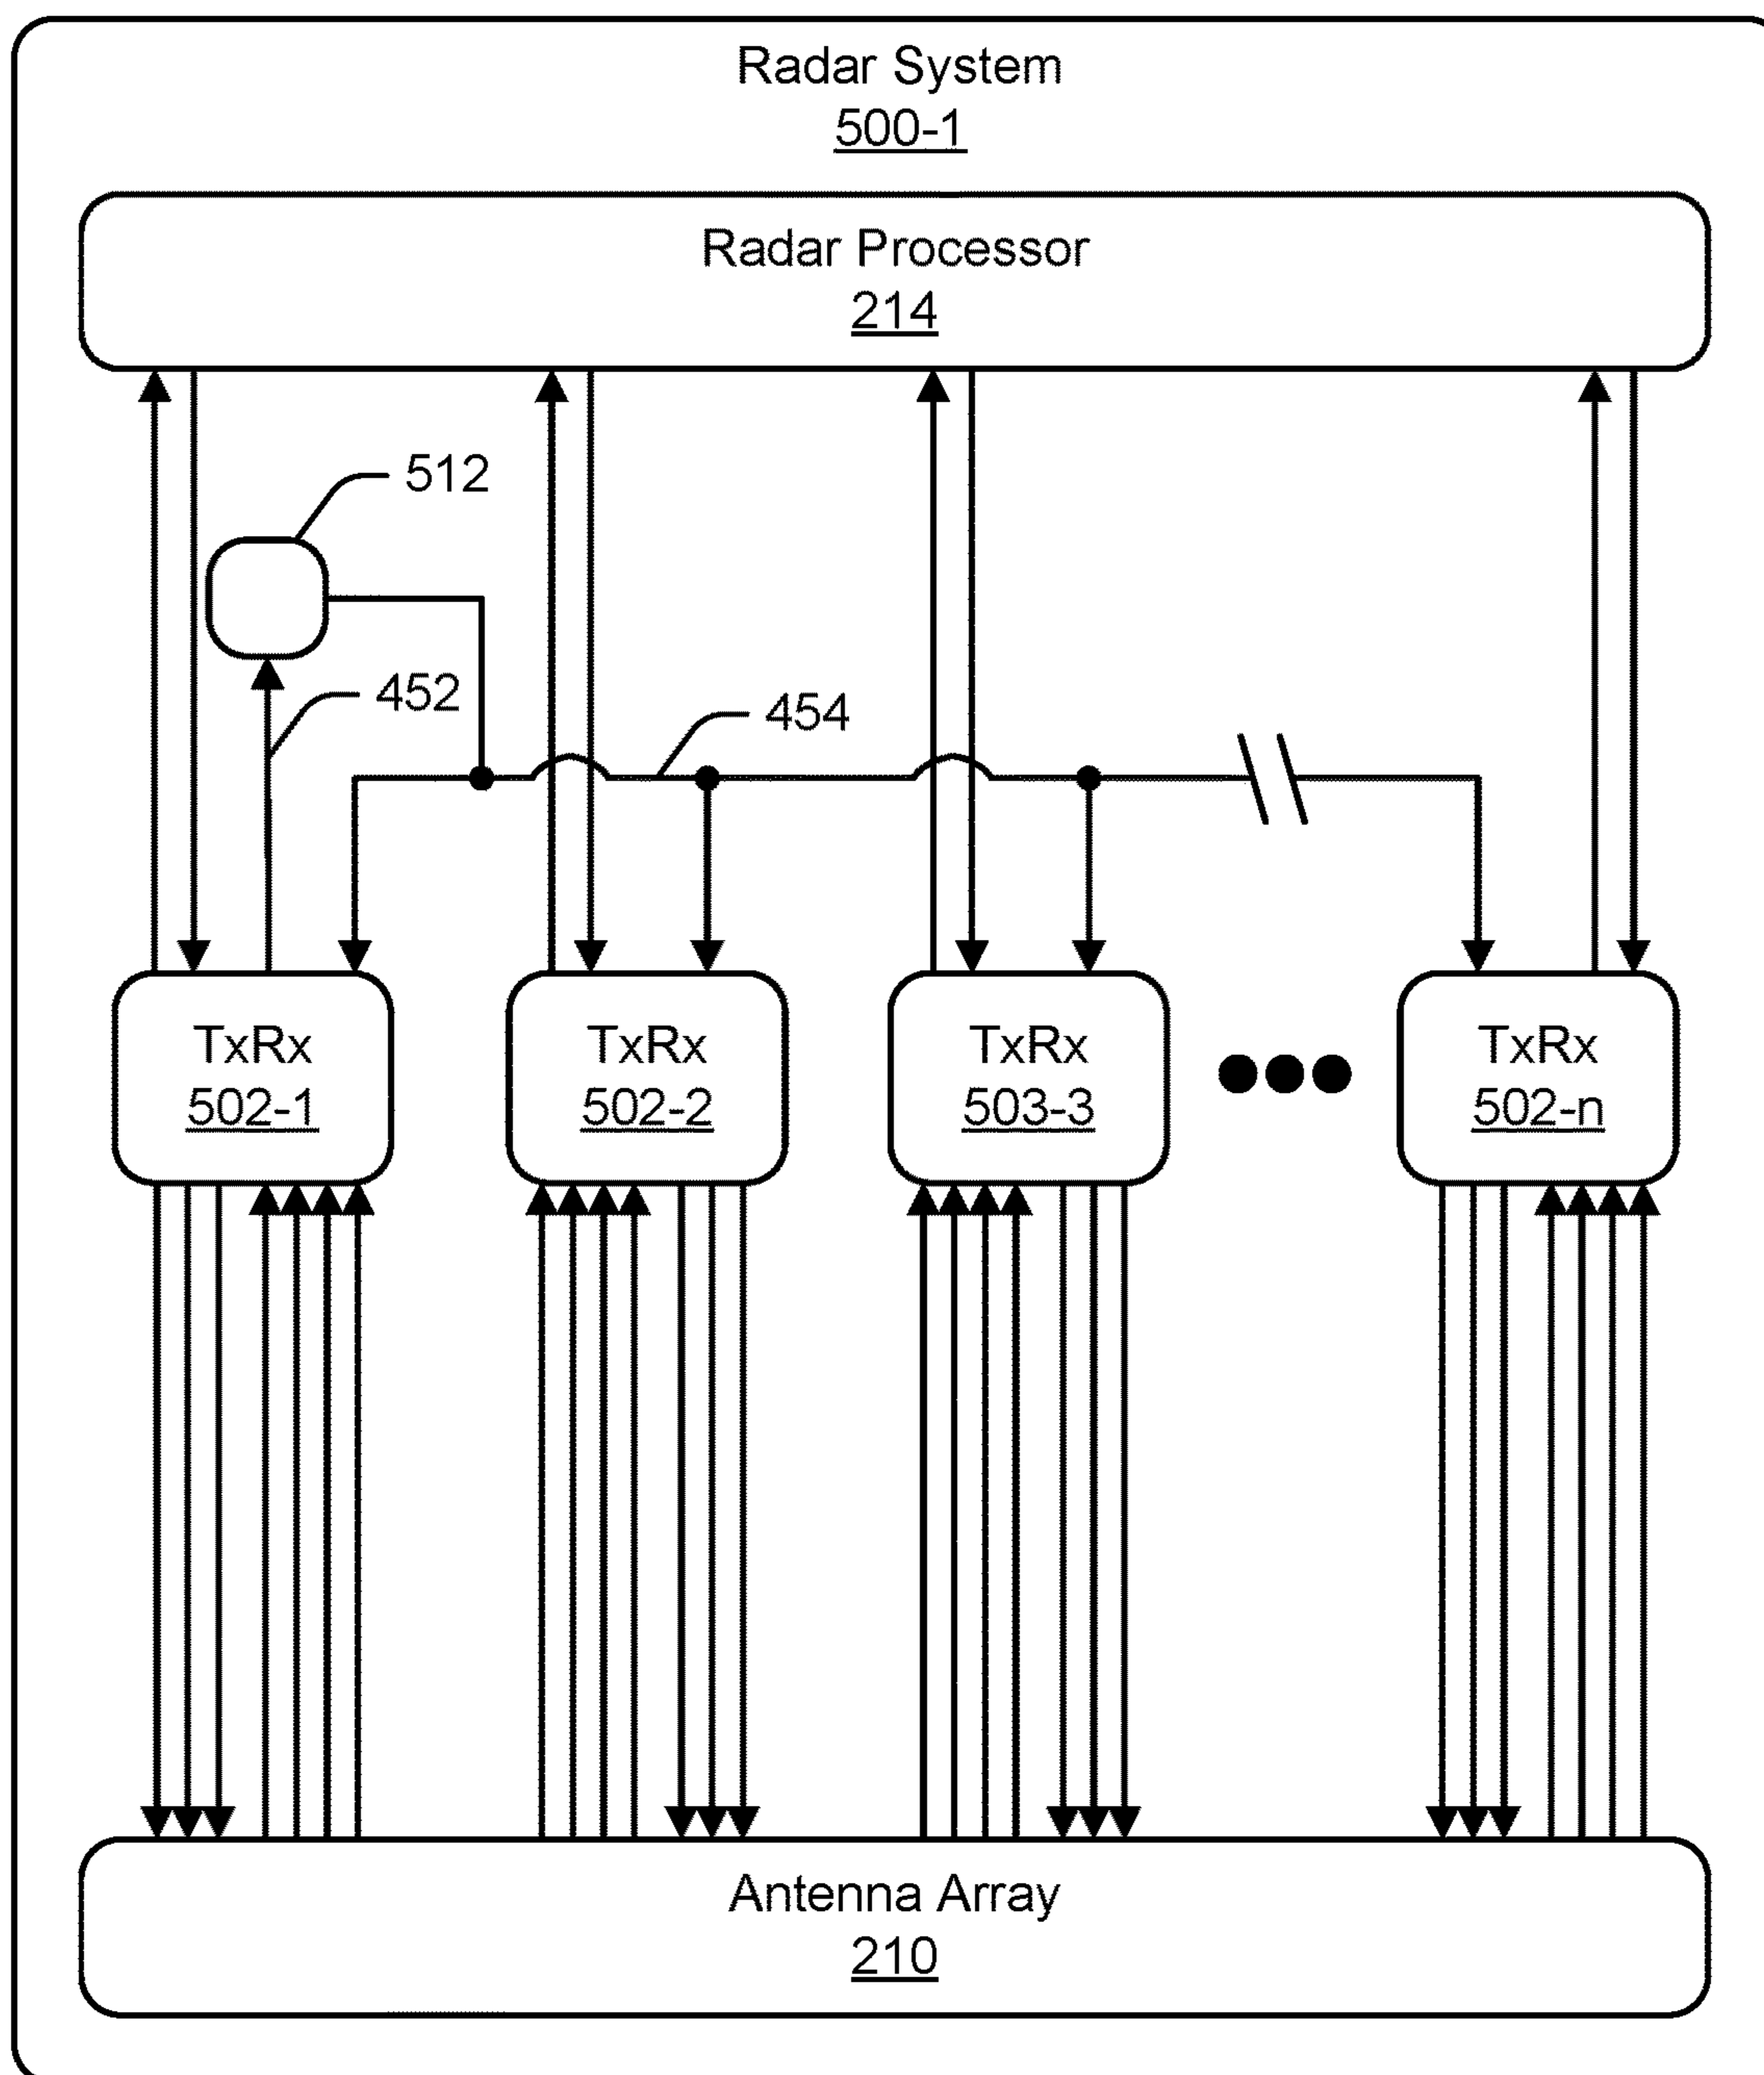 Radar System
500-1
Radar Processor
214
512
452
454
TxRx
502-1
TxRx
502-2
TxRx
503-3
TxRx
502-n
Antenna Array
210